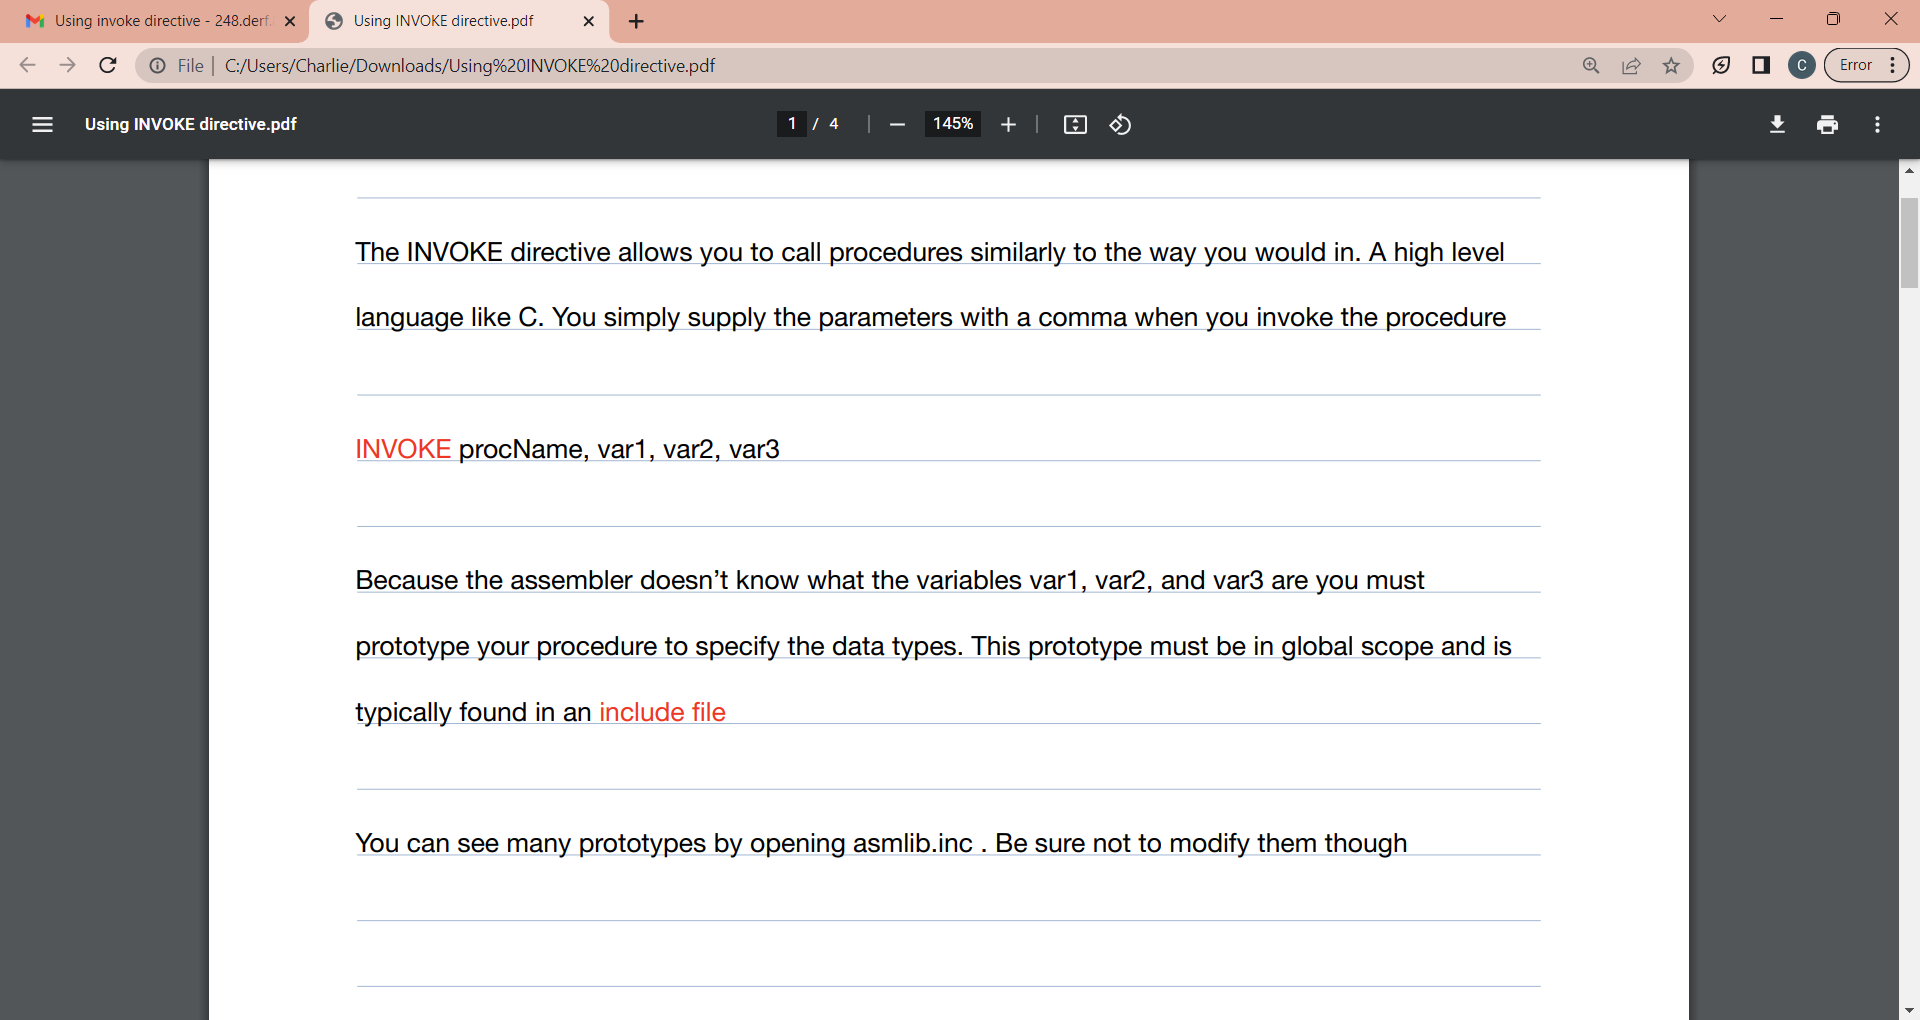 Using invoke directive - 248.derf
Using INVOKE directive.pdf
File
C:/Users/Charlie/Downloads/Using%20INVOKE%20directive.pdf
C
Error
Using INVOKE directive.pdf
1 / 4
145%
The INVOKE directive allows you to call procedures similarly to the way you would in. A high level
language like C. You simply supply the parameters with a comma when you invoke the procedure
INVOKE procName, var1, var2, var3
Because the assembler doesn’t know what the variables var1, var2, and var3 are you must
prototype your procedure to specify the data types. This prototype must be in global scope and is
typically found in an include file
You can see many prototypes by opening asmlib.inc . Be sure not to modify them though